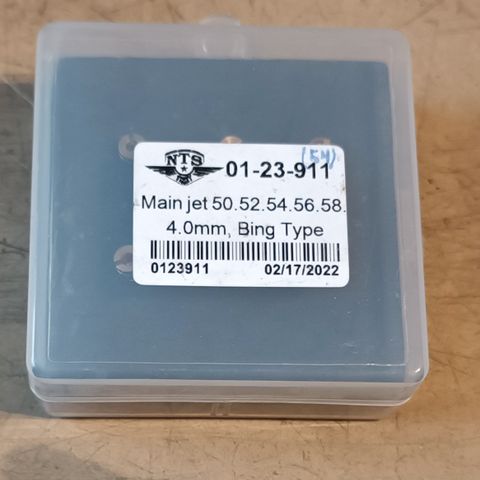 (54)
NTS 01-23-911
Main jet 50.52.54.56.58.
4.0mm, Bing Type
0123911 02/17/2022